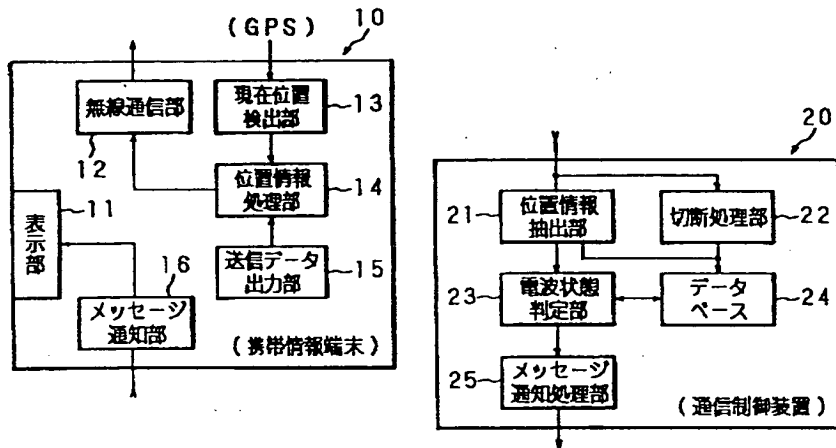 (GPS)
10
無線通信部
12
現在位置
検出部
13
位置情報
処理部
14
11
表示部
送信データ
出力部
15
16
メッセージ
通知部
(携帯情報端末)
20
21
位置情報
抽出部
切断処理部
22
23
電波状態
判定部
データ
ベース
24
25
メッセージ
通知処理部
(通信制御装置)